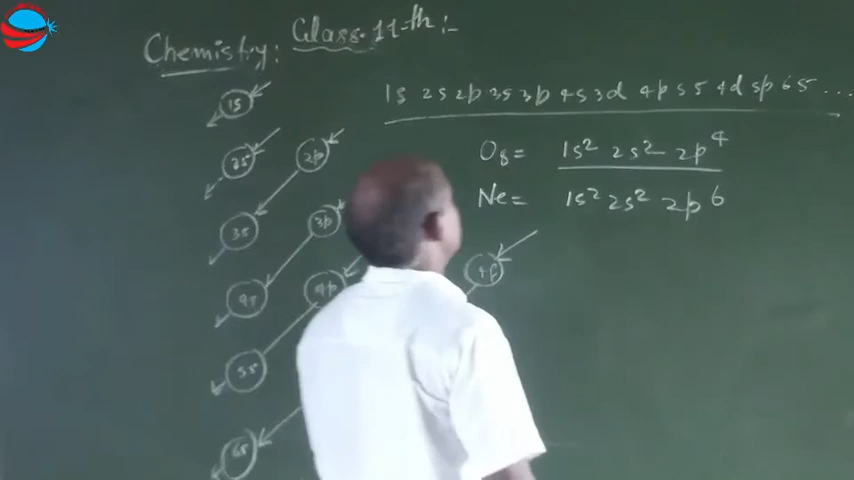 Chemistry: Class. 11-th :-
1s 2s 2p 3s 3p 4s 3d 4p 5s 4d 5p 6s ...
O8 = 1s² 2s² 2p⁴
Ne = 1s² 2s² 2p⁶
1s
2s 2p
3s 3p
4s 4p 4f
5s
6s